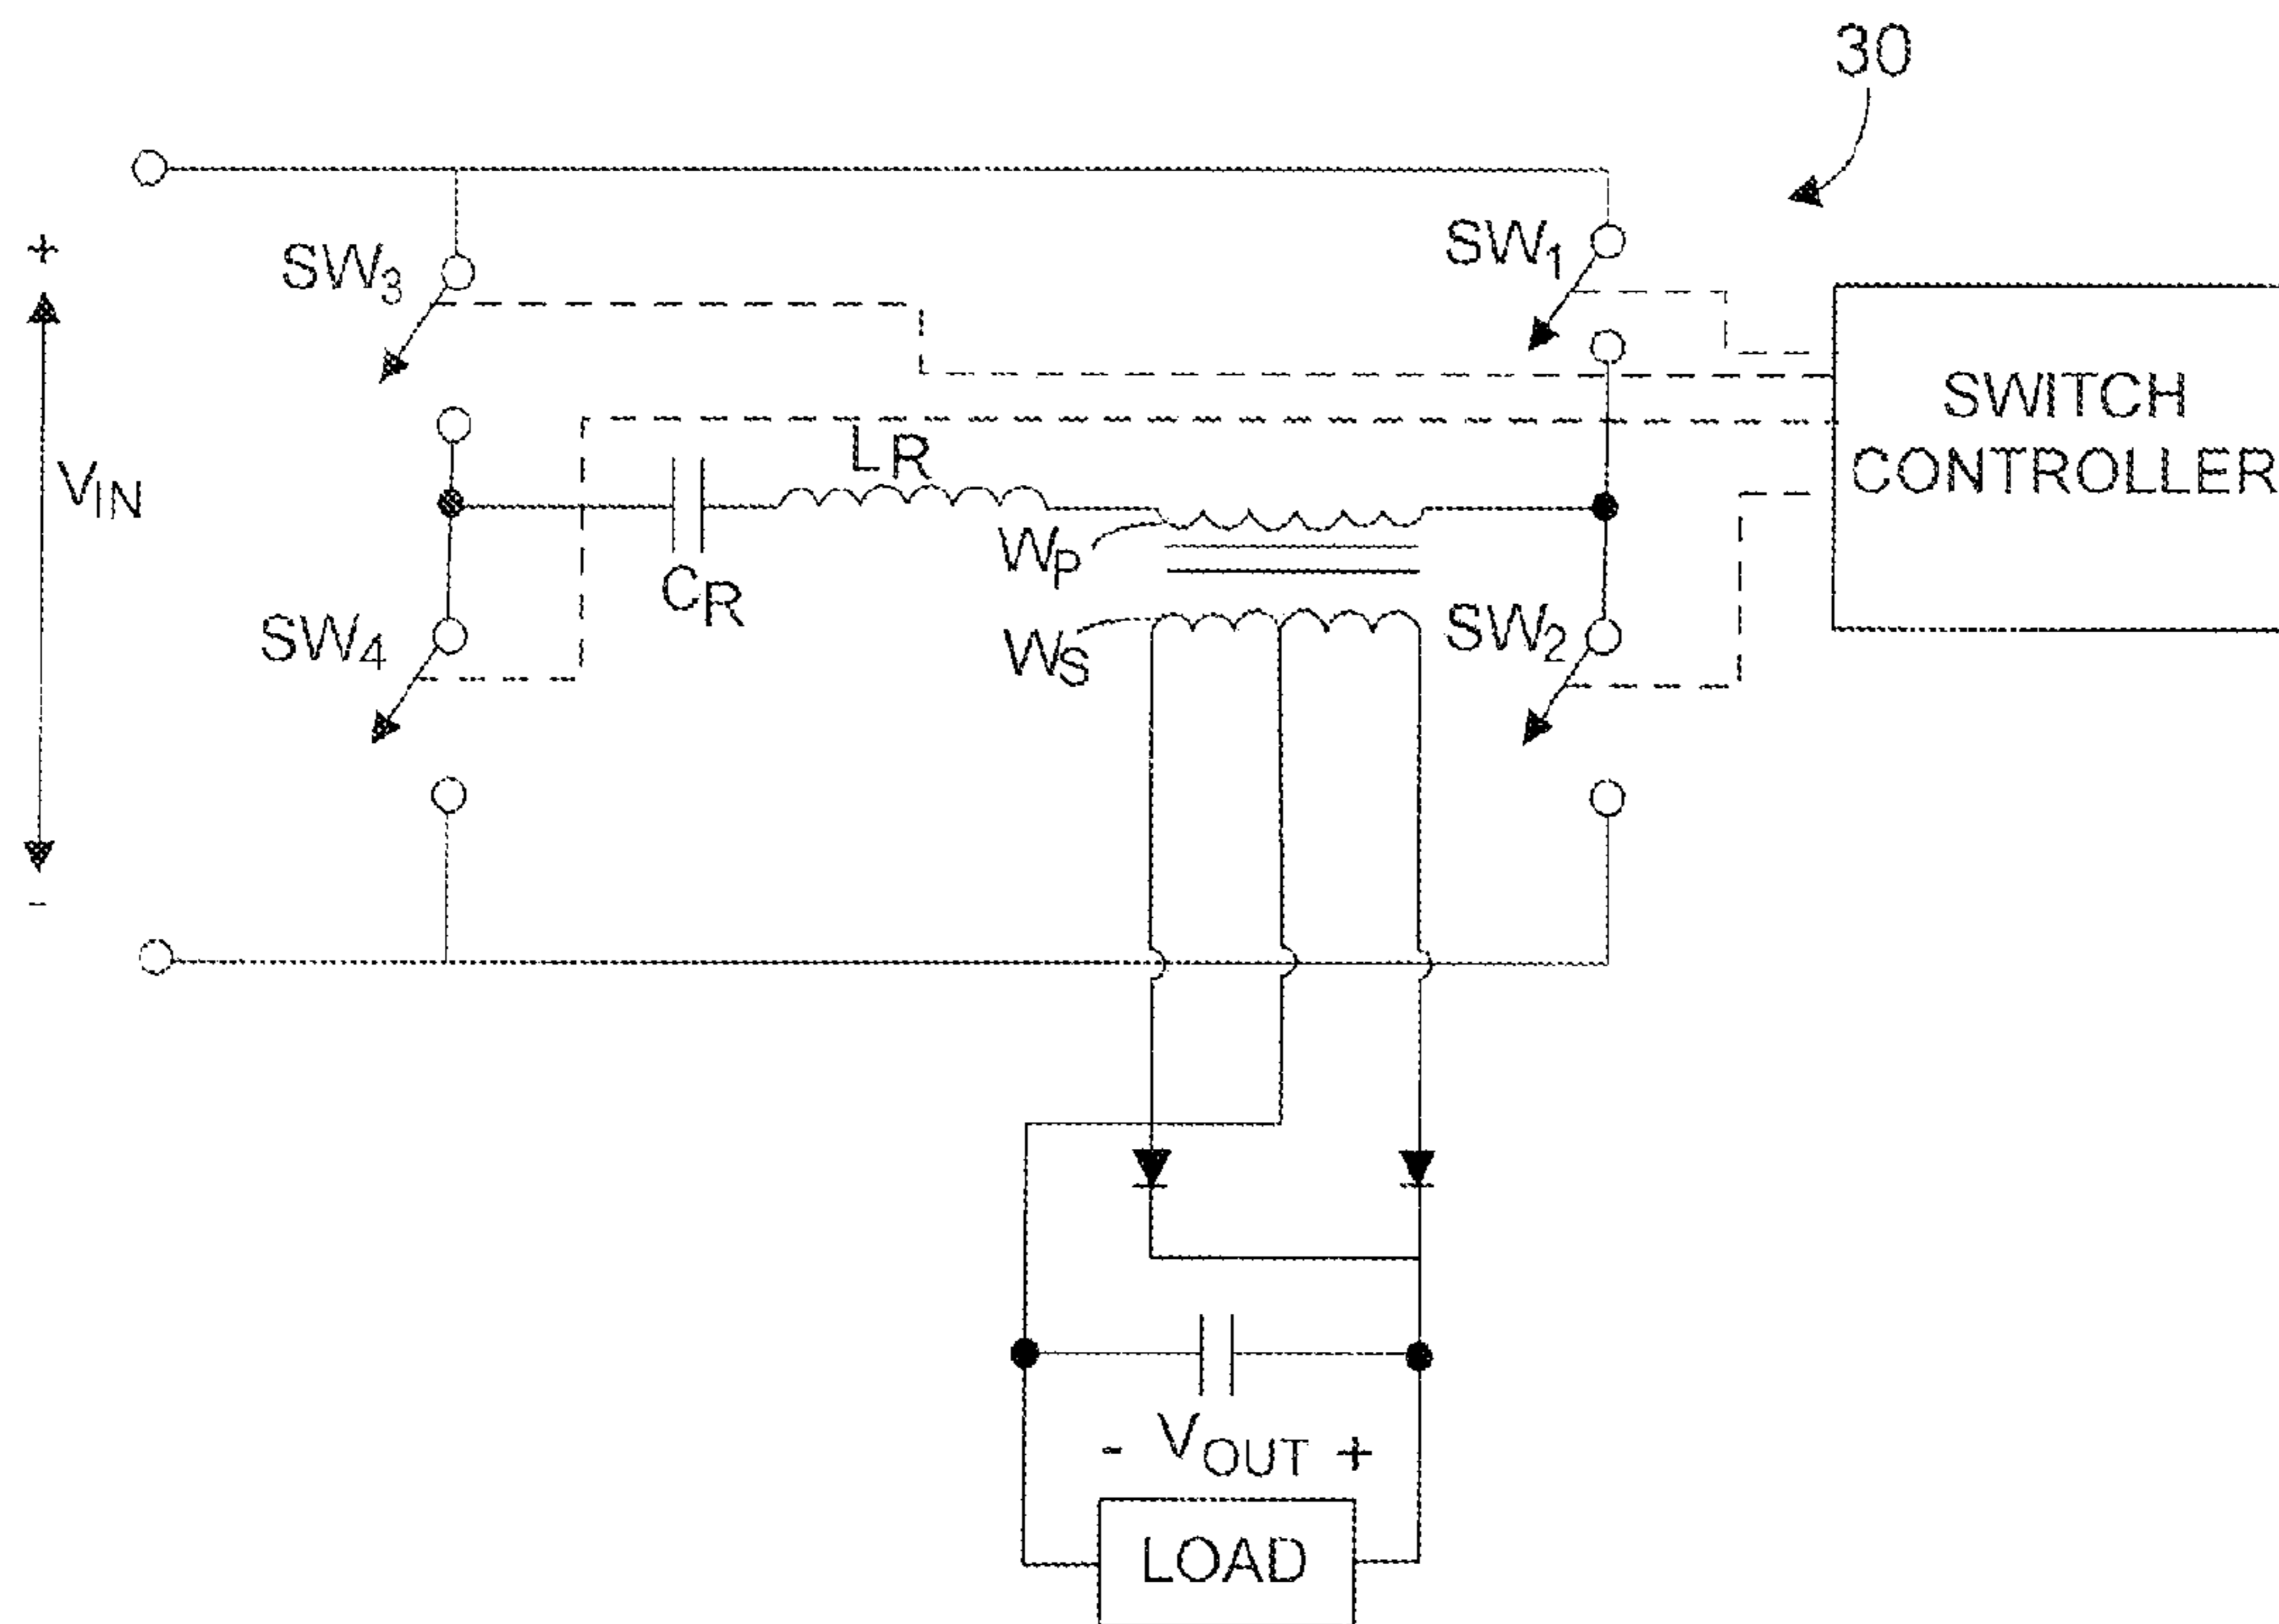 30
+
SW3
SW1
SWITCH
CONTROLLER
VIN
LR
WP
CR
SW4
WS
SW2
-
- VOUT +
LOAD